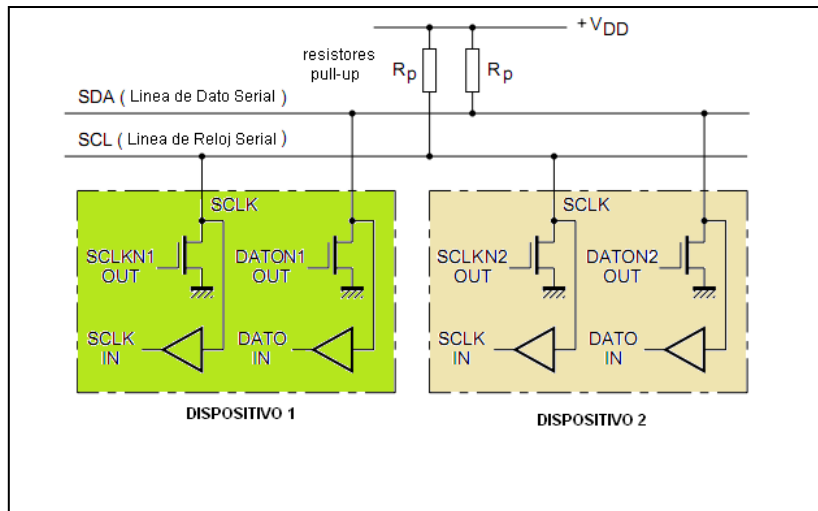 + VDD
resistores
pull-up
Rp
Rp
SDA ( Linea de Dato Serial )
SCL ( Linea de Reloj Serial )
SCLK
SCLKN1
OUT
DATON1
OUT
SCLK
IN
DATO
IN
DISPOSITIVO 1
SCLK
SCLKN2
OUT
DATON2
OUT
SCLK
IN
DATO
IN
DISPOSITIVO 2